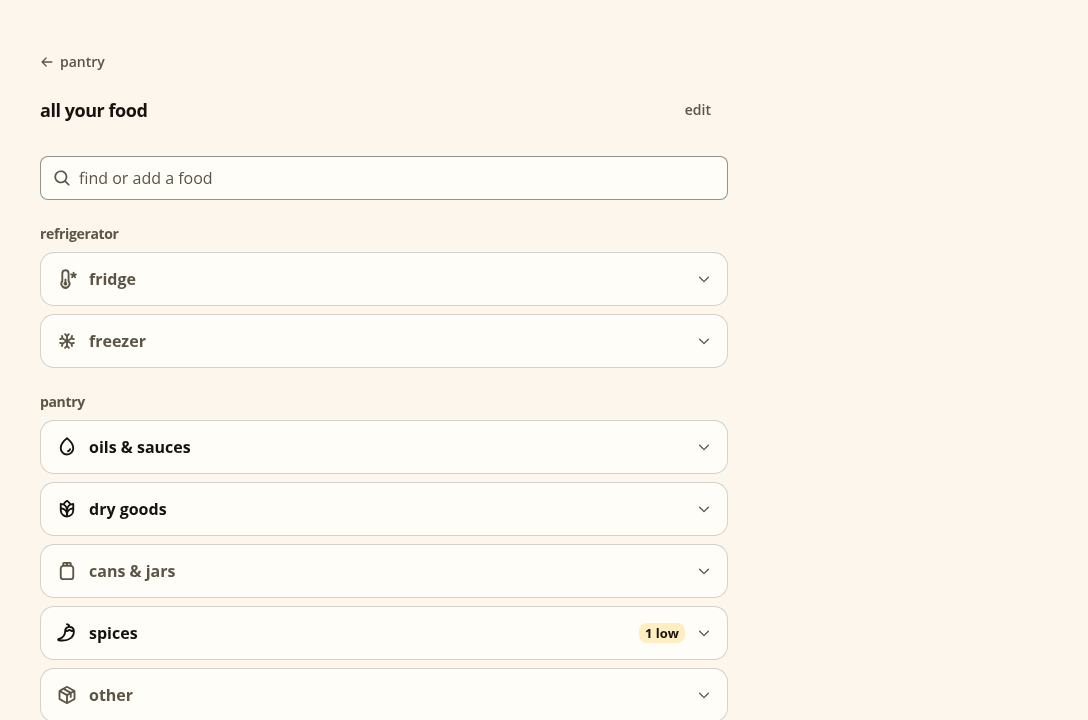 pantry
all your food
edit
find or add a food
refrigerator
fridge
freezer
pantry
oils & sauces
dry goods
cans & jars
spices
1 low
other